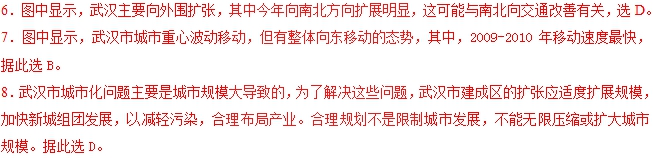 6．图中显示，武汉主要向外围扩张，其中今年向南北方向扩展明显，这可能与南北向交通改善有关，选 D。
7．图中显示，武汉市城市重心波动移动，但有整体向东移动的态势，其中，2009-2010 年移动速度最快，
据此选 B。
8．武汉市城市化问题主要是城市规模大导致的，为了解决这些问题，武汉市建成区的扩张应适度扩展规模，
加快新城组团发展，以减轻污染，合理布局产业。合理规划不是限制城市发展，不能无限压缩或扩大城市
规模。据此选 D。